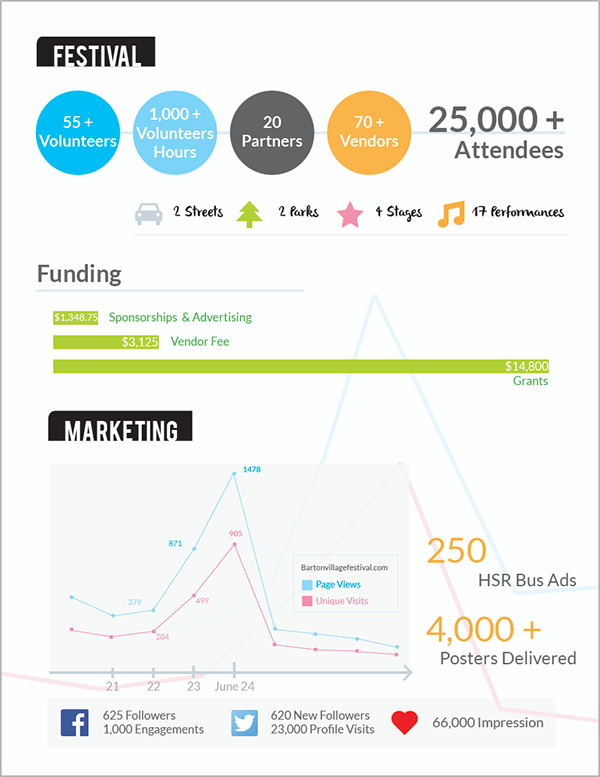 FESTIVAL
55 +
Volunteers
1,000 +
Volunteers
Hours
20
Partners
70 +
Vendors
25,000 +
Attendees
2 Streets
2 Parks
4 Stages
17 Performances
Funding
$1,348.75 Sponsorships & Advertising
$3,125 Vendor Fee
$14,800
Grants
MARKETING
1478
871
905
379
499
204
Bartonvillagefestival.com
Page Views
Unique Visits
21 22 23 June 24
250
HSR Bus Ads
4,000 +
Posters Delivered
625 Followers
1,000 Engagements
620 New Followers
23,000 Profile Visits
66,000 Impression